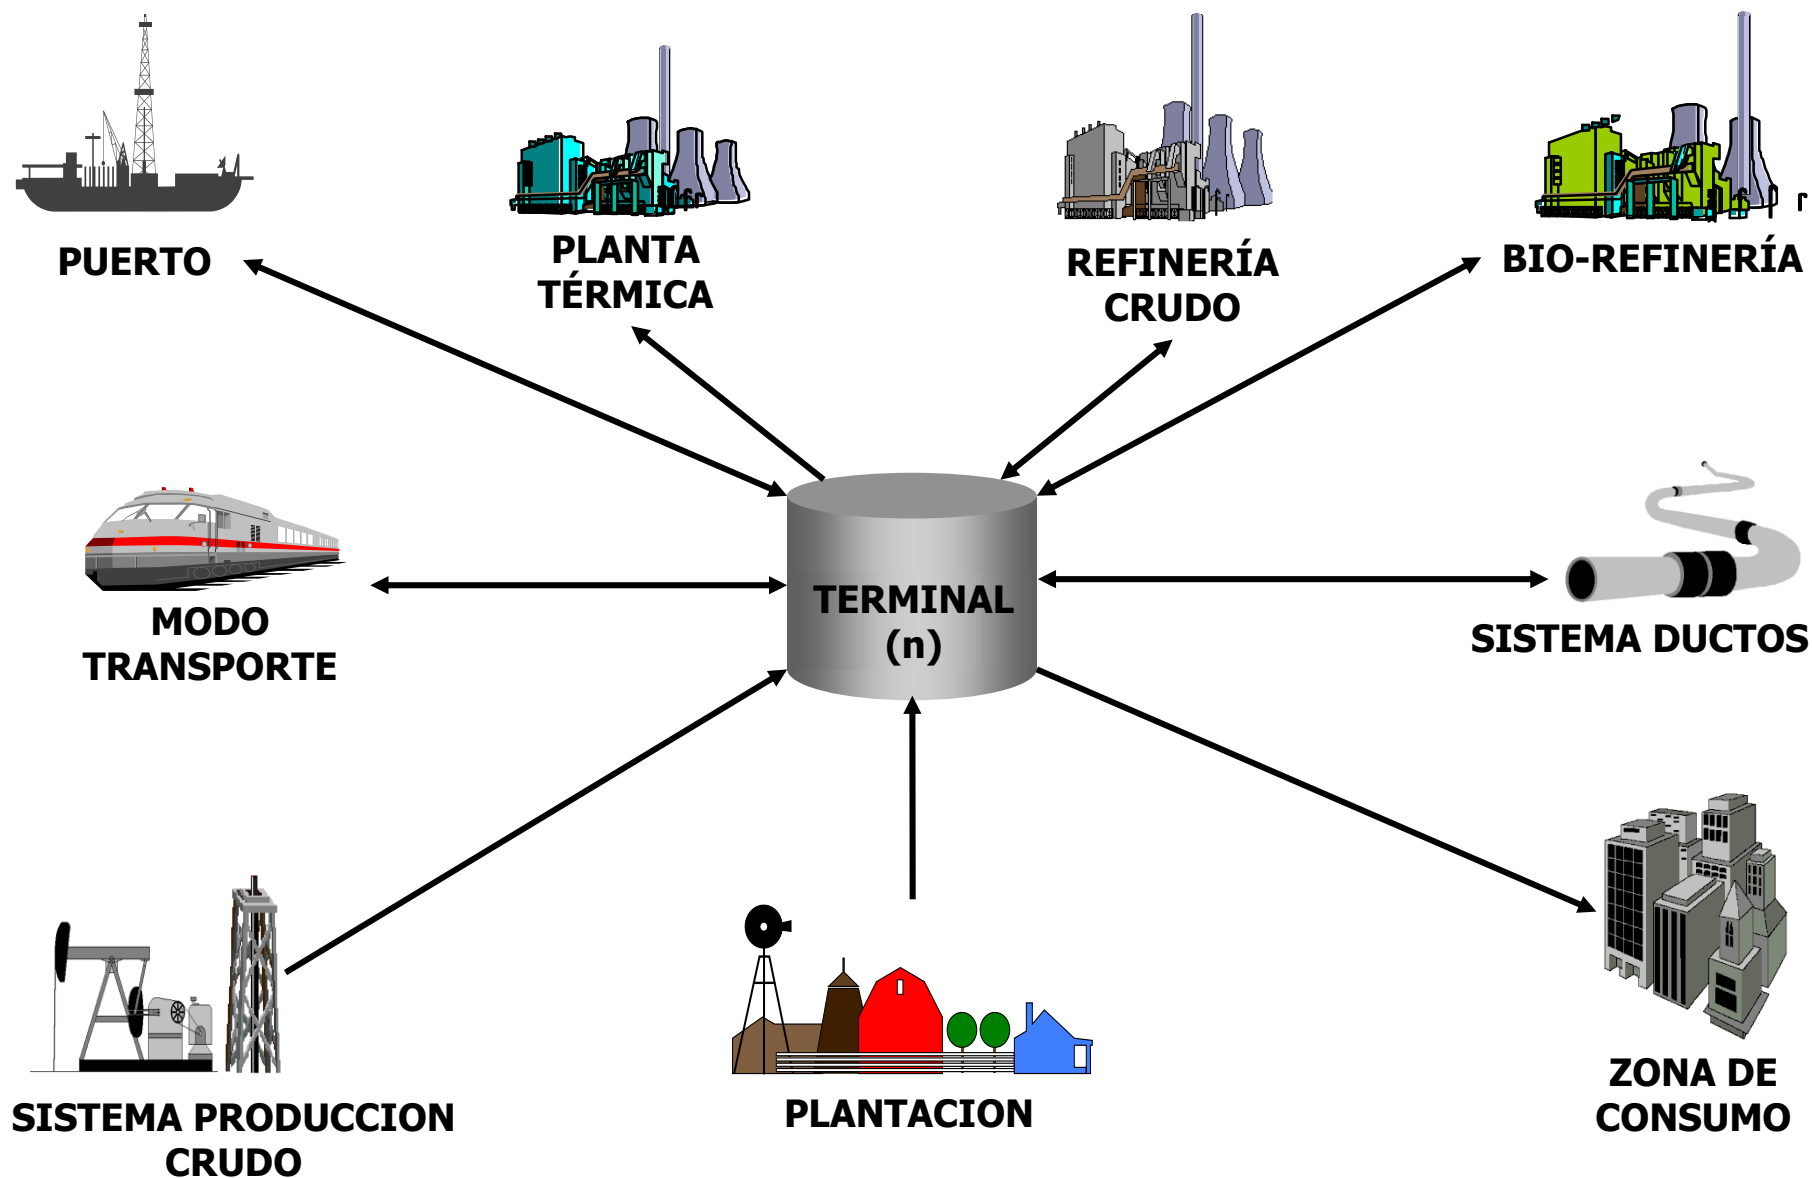 PUERTO
PLANTA
TÉRMICA
REFINERÍA
CRUDO
BIO-REFINERÍA
MODO
TRANSPORTE
TERMINAL
(n)
SISTEMA DUCTOS
SISTEMA PRODUCCION
CRUDO
PLANTACION
ZONA DE
CONSUMO